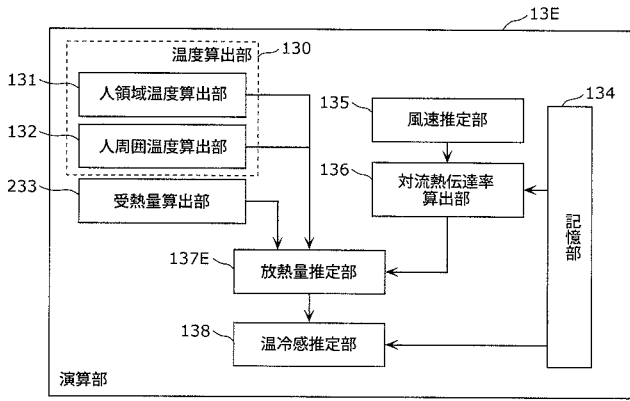 13E
温度算出部
130
131
人領域温度算出部
132
人周囲温度算出部
233
受熱量算出部
135
風速推定部
134
136
対流熱伝達率
算出部
記憶部
137E
放熱量推定部
138
温冷感推定部
演算部